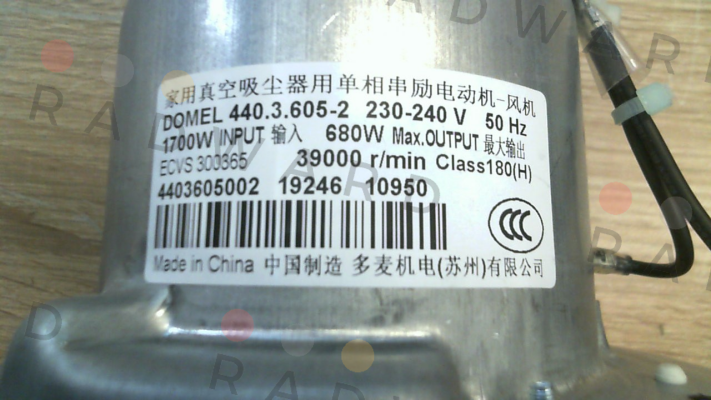 家用真空吸尘器用单相串励电动机-风机
DOMEL 440.3.605-2 230-240 V 50 Hz
1700W INPUT 输入 680W Max.OUTPUT 最大输出
ECVS 300365 39000 r/min Class180(H)
4403605002 19246 10950
CCC
Made in China 中国制造 多麦机电(苏州)有限公司
RADWARD
RADWARD